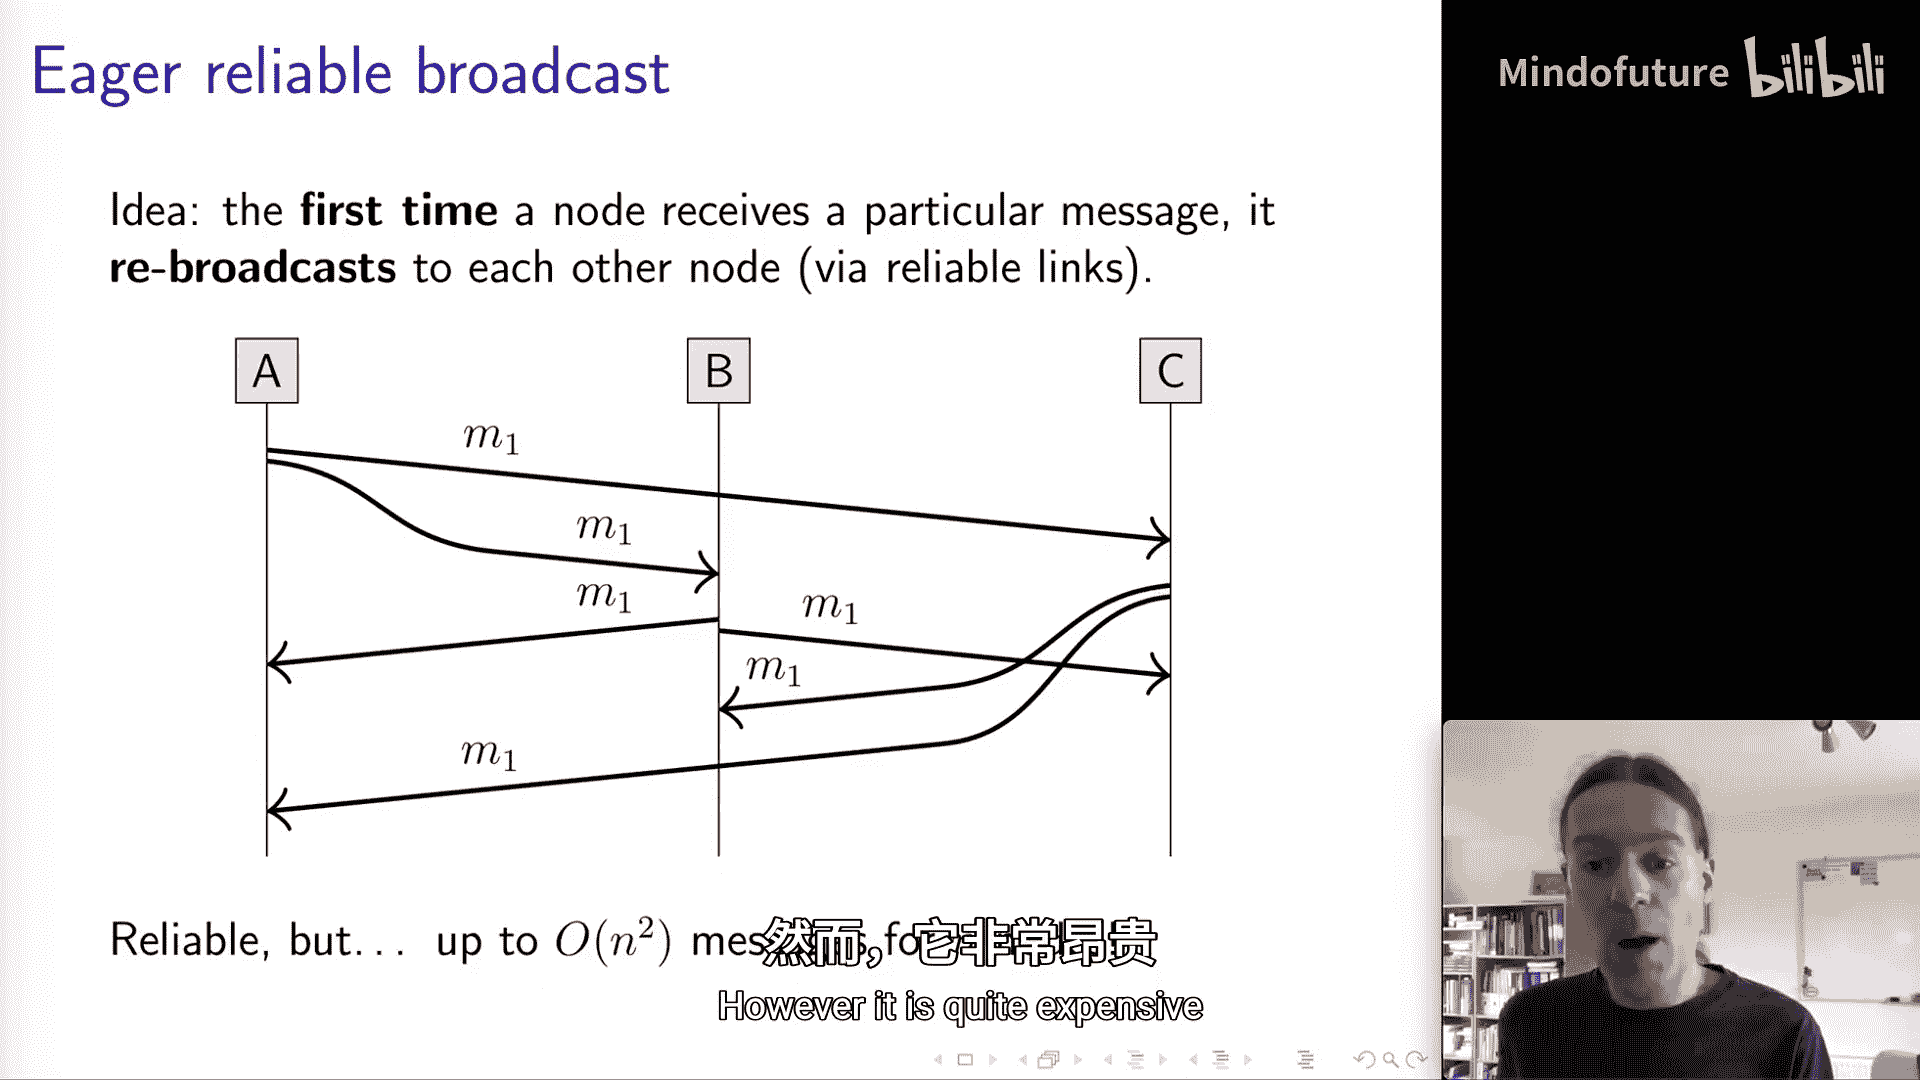 Eager reliable broadcast
Mindofuture bilibili
Idea: the first time a node receives a particular message, it
re-broadcasts to each other node (via reliable links).
A
B
C
m₁
m₁
m₁
m₁
m₁
m₁
Reliable, but... up to O(n²)
然而，它非常昂贵
However it is quite expensive